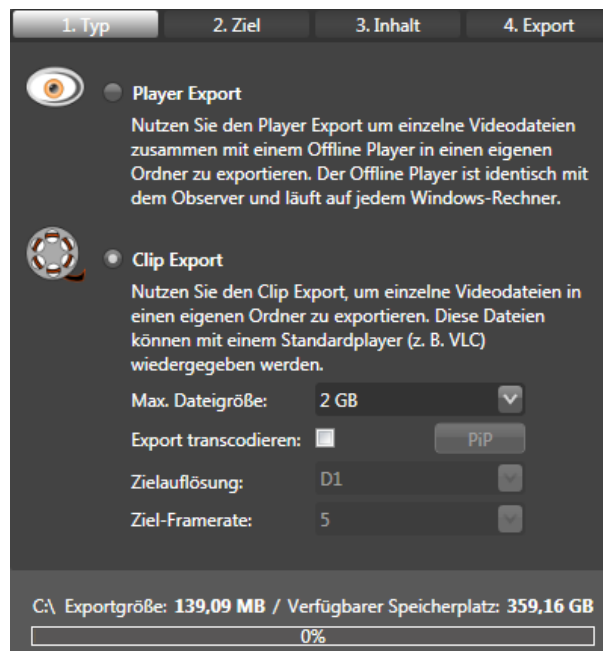 1. Typ 2. Ziel 3. Inhalt 4. Export
Player Export
Nutzen Sie den Player Export um einzelne Videodateien
zusammen mit einem Offline Player in einen eigenen
Ordner zu exportieren. Der Offline Player ist identisch mit
dem Observer und läuft auf jedem Windows-Rechner.
Clip Export
Nutzen Sie den Clip Export, um einzelne Videodateien in
einen eigenen Ordner zu exportieren. Diese Dateien
können mit einem Standardplayer (z. B. VLC)
wiedergegeben werden.
Max. Dateigröße: 2 GB
Export transcodieren: PiP
Zielauflösung: D1
Ziel-Framerate: 5
C:\ Exportgröße: 139,09 MB / Verfügbarer Speicherplatz: 359,16 GB
0%